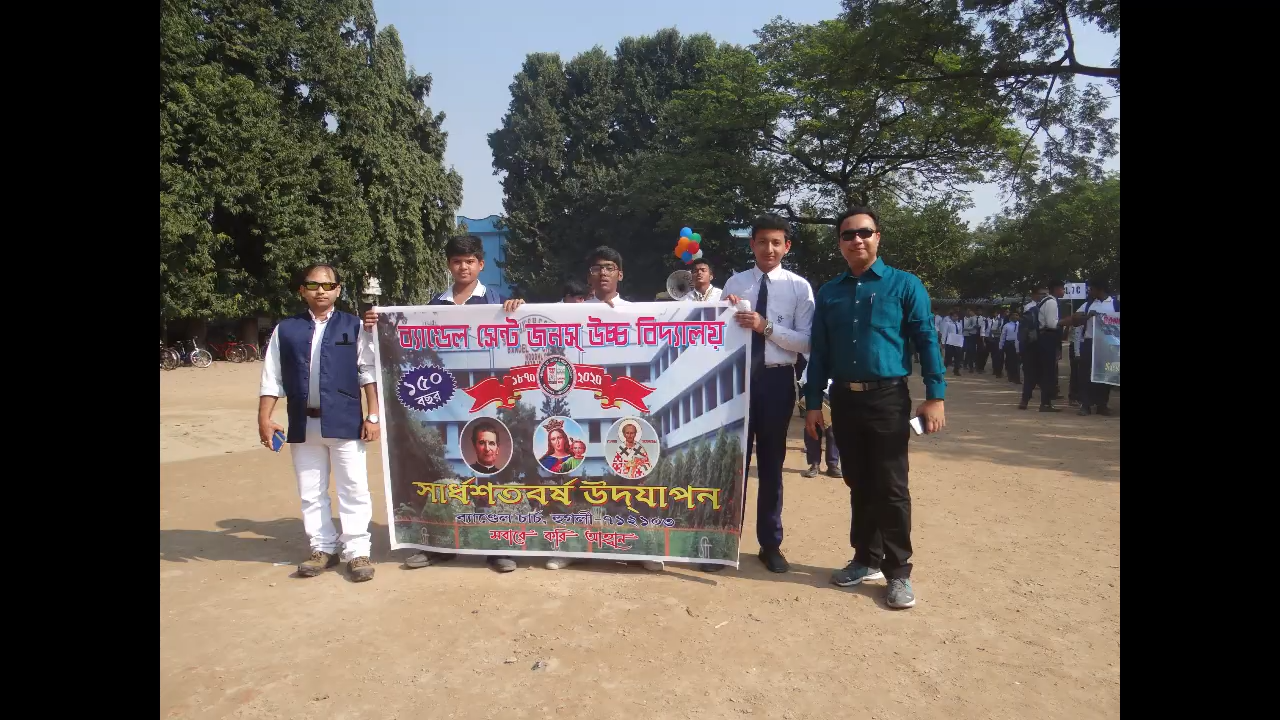 ব্যাণ্ডেল সেন্ট জনস্ উচ্চ বিদ্যালয়
১৫০
বছর
১৮৭০ ২০২০
সার্ধশতবর্ষ উদ্‌যাপন
ব্যাণ্ডেল চার্চ, হুগলী-৭১২১০৩
সবারে করি আহ্বান